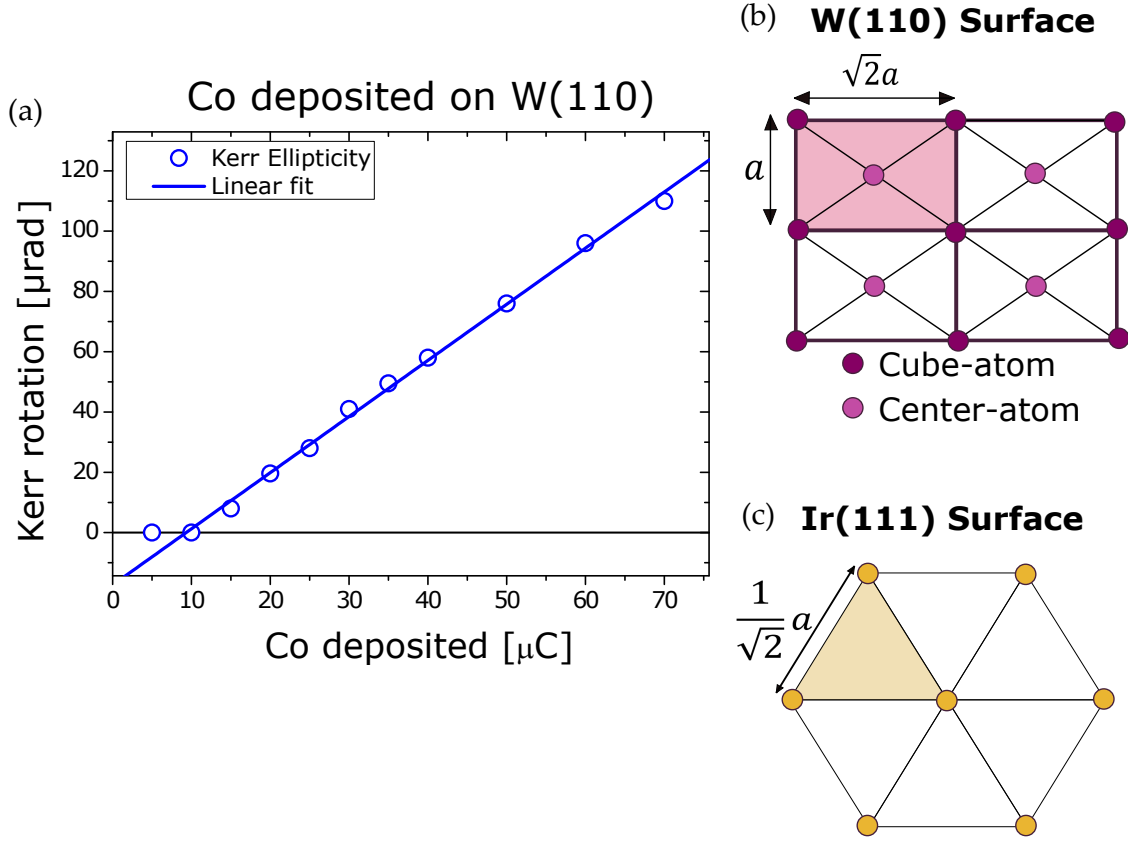 (a)
Co deposited on W(110)
Kerr Ellipticity
Linear fit
120
100
80
60
40
20
0
Kerr rotation [µrad]
0 10 20 30 40 50 60 70
Co deposited [µC]
(b)
W(110) Surface
√2a
a
Cube-atom
Center-atom
(c)
Ir(111) Surface
1/√2 a